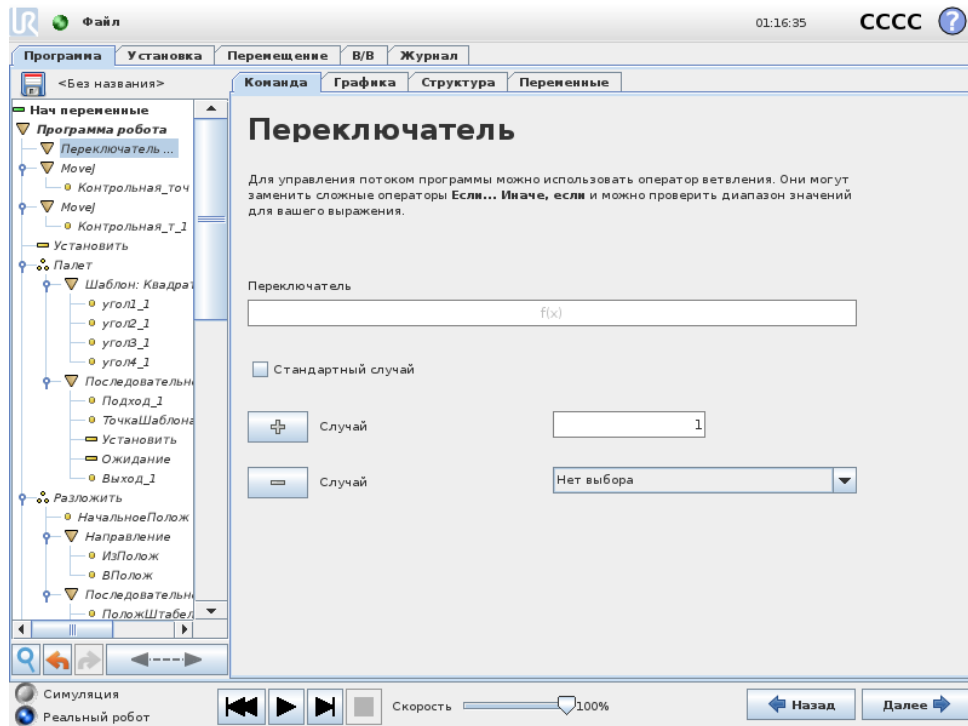 UR Файл 01:16:35 CCCC ?
Программа Установка Перемещение В/В Журнал
<Без названия> Команда Графика Структура Переменные
Нач переменные
Программа робота
Переключатель ...
MoveJ
Контрольная_точ
MoveJ
Контрольная_т_1
Установить
Палет
Шаблон: Квадрат
угол1_1
угол2_1
угол3_1
угол4_1
Последовательн
Подход_1
ТочкаШаблона
Установить
Ожидание
Выход_1
Разложить
НачальноеПолож
Направление
ИзПолож
ВПолож
Последовательн
ПоложШтабел
Переключатель
Для управления потоком программы можно использовать оператор ветвления. Они могут
заменить сложные операторы Если... Иначе, если и можно проверить диапазон значений
для вашего выражения.
Переключатель
f(x)
Стандартный случай
Случай 1
Случай Нет выбора
Симуляция
Реальный робот
Скорость 100%
Назад Далее